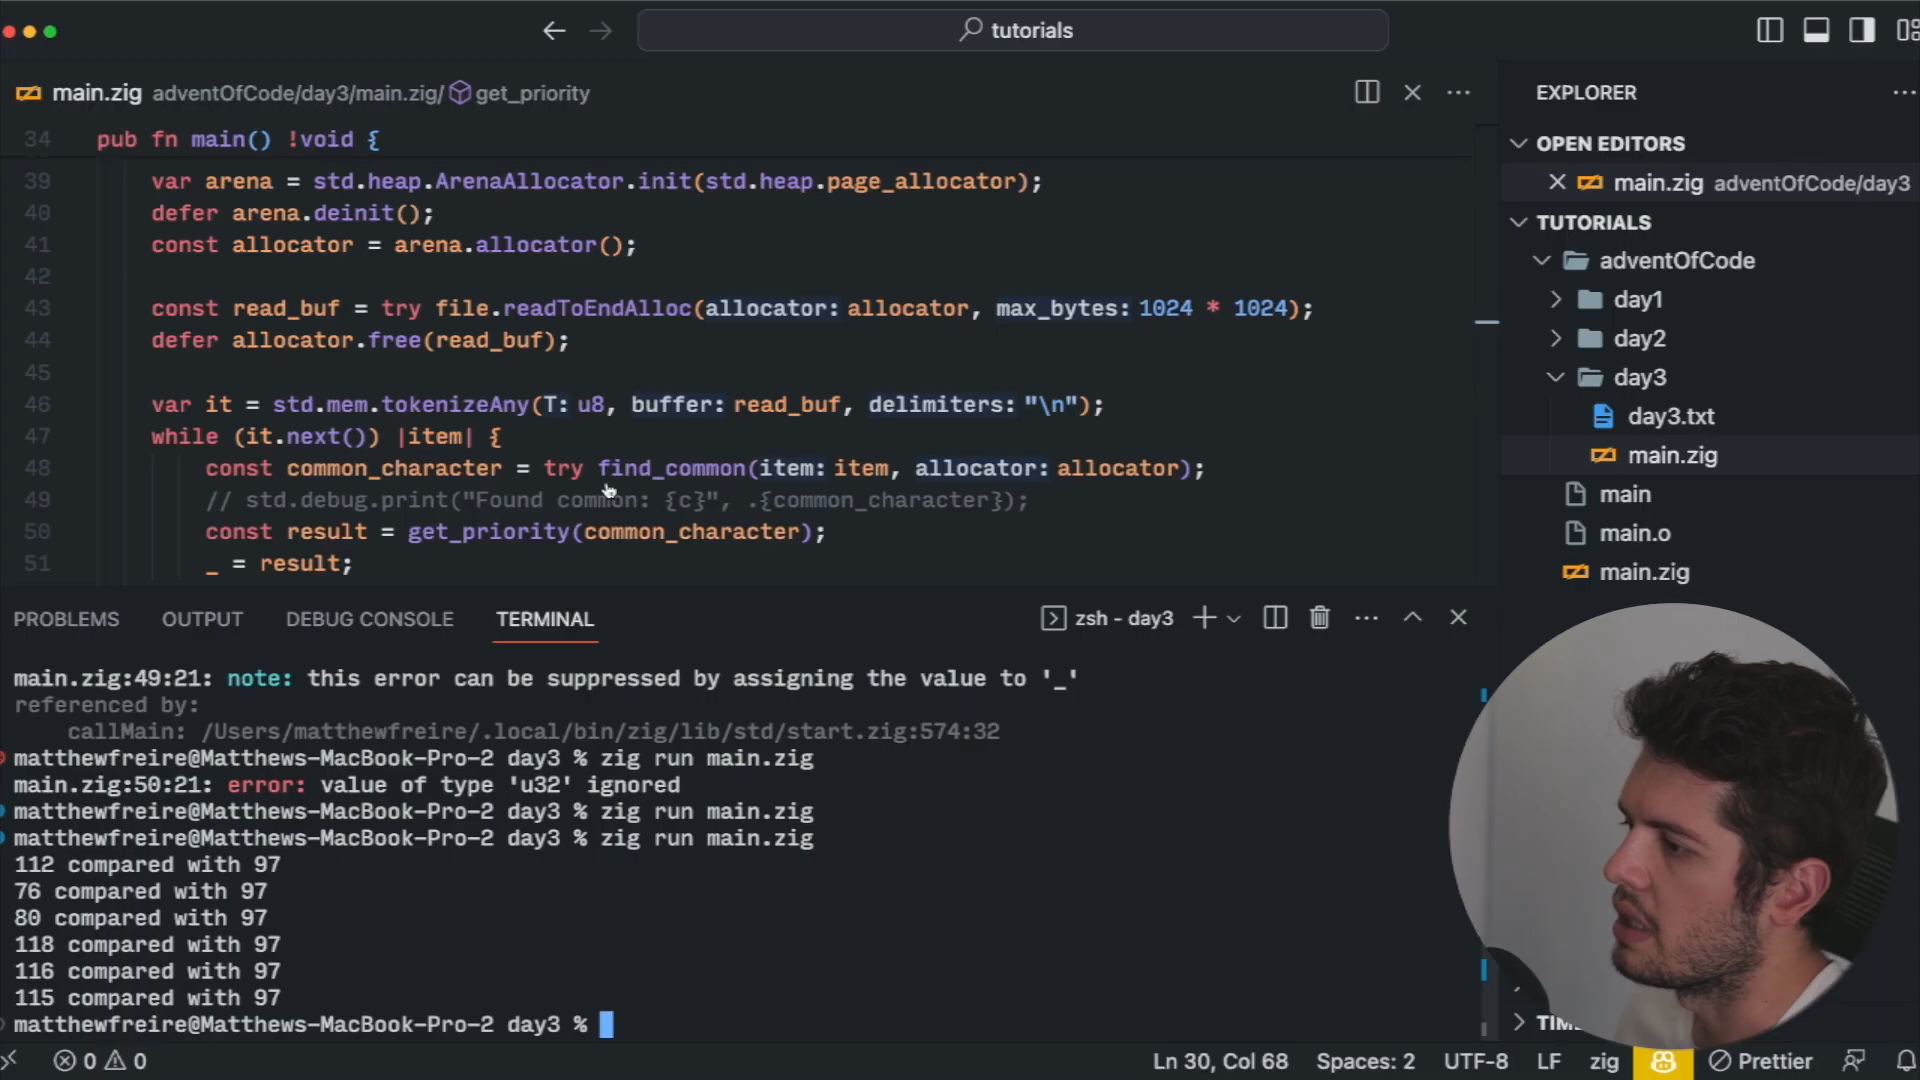 tutorials
main.zig adventOfCode/day3/main.zig/ get_priority
34 pub fn main() !void {
39 var arena = std.heap.ArenaAllocator.init(std.heap.page_allocator);
40 defer arena.deinit();
41 const allocator = arena.allocator();
42
43 const read_buf = try file.readToEndAlloc(allocator: allocator, max_bytes: 1024 * 1024);
44 defer allocator.free(read_buf);
45
46 var it = std.mem.tokenizeAny(T: u8, buffer: read_buf, delimiters: "\n");
47 while (it.next()) |item| {
48 const common_character = try find_common(item: item, allocator: allocator);
49 // std.debug.print("Found common: {c}", .{common_character});
50 const result = get_priority(common_character);
51 _ = result;
EXPLORER
OPEN EDITORS
main.zig adventOfCode/day3
TUTORIALS
adventOfCode
day1
day2
day3
day3.txt
main.zig
main
main.o
main.zig
PROBLEMS OUTPUT DEBUG CONSOLE TERMINAL zsh - day3
main.zig:49:21: note: this error can be suppressed by assigning the value to '_'
referenced by:
callMain: /Users/matthewfreire/.local/bin/zig/lib/std/start.zig:574:32
matthewfreire@Matthews-MacBook-Pro-2 day3 % zig run main.zig
main.zig:50:21: error: value of type 'u32' ignored
matthewfreire@Matthews-MacBook-Pro-2 day3 % zig run main.zig
matthewfreire@Matthews-MacBook-Pro-2 day3 % zig run main.zig
112 compared with 97
76 compared with 97
80 compared with 97
118 compared with 97
116 compared with 97
115 compared with 97
matthewfreire@Matthews-MacBook-Pro-2 day3 %
0 0 Ln 30, Col 68 Spaces: 2 UTF-8 LF zig Prettier